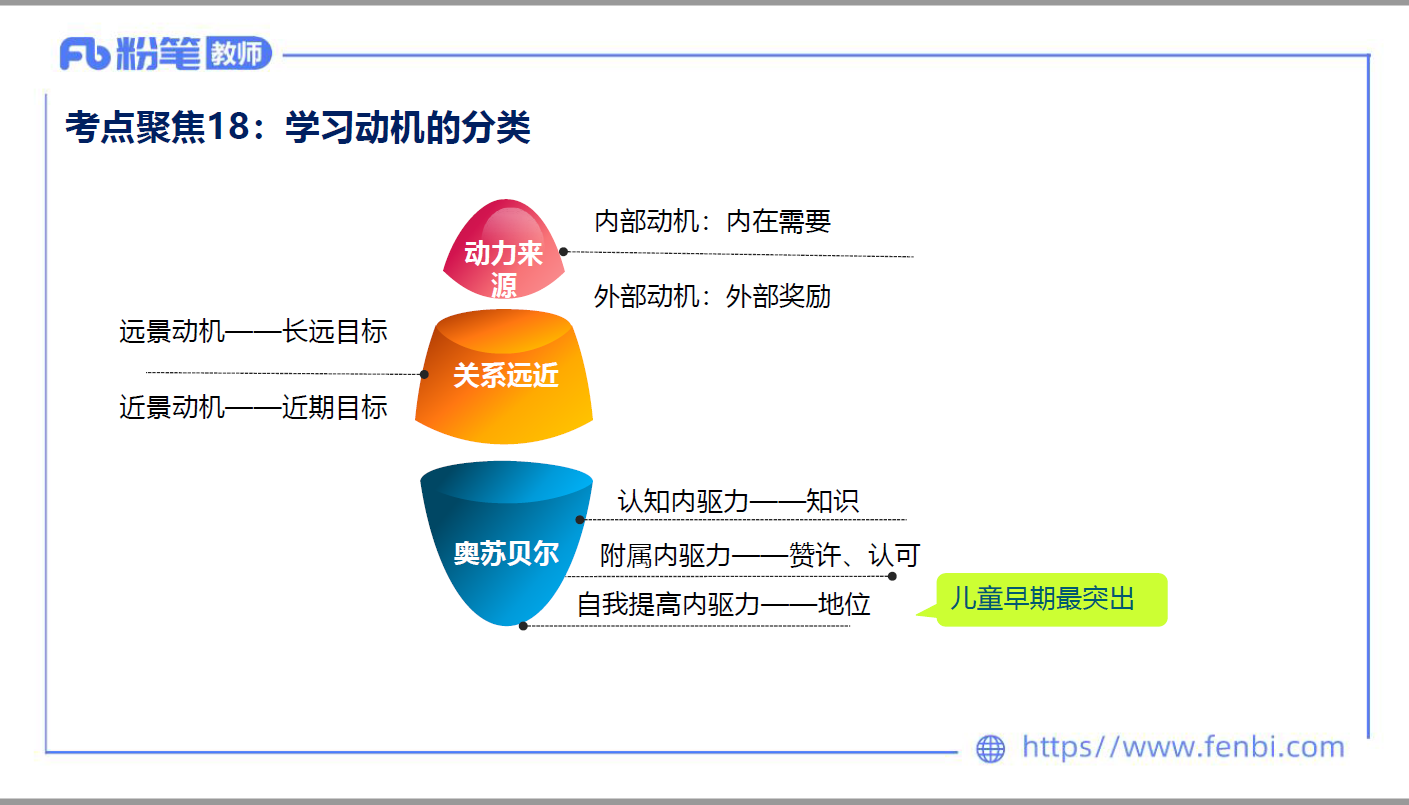 Fb粉笔教师
考点聚焦18：学习动机的分类
动力来
源
内部动机：内在需要
外部动机：外部奖励
远景动机——长远目标
关系远近
近景动机——近期目标
奥苏贝尔
认知内驱力——知识
附属内驱力——赞许、认可
自我提高内驱力——地位
儿童早期最突出
https//www.fenbi.com